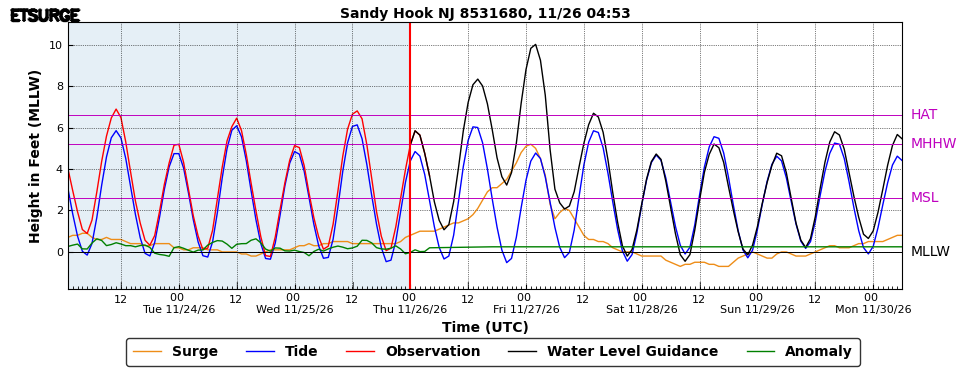 ETSURGE
Sandy Hook NJ 8531680, 11/26 04:53
Height in Feet (MLLW)
10
8
6
4
2
0
HAT
MHHW
MSL
MLLW
12 00 12 00 12 00 12 00 12 00 12 00 12 00
Tue 11/24/26 Wed 11/25/26 Thu 11/26/26 Fri 11/27/26 Sat 11/28/26 Sun 11/29/26 Mon 11/30/26
Time (UTC)
Surge Tide Observation Water Level Guidance Anomaly